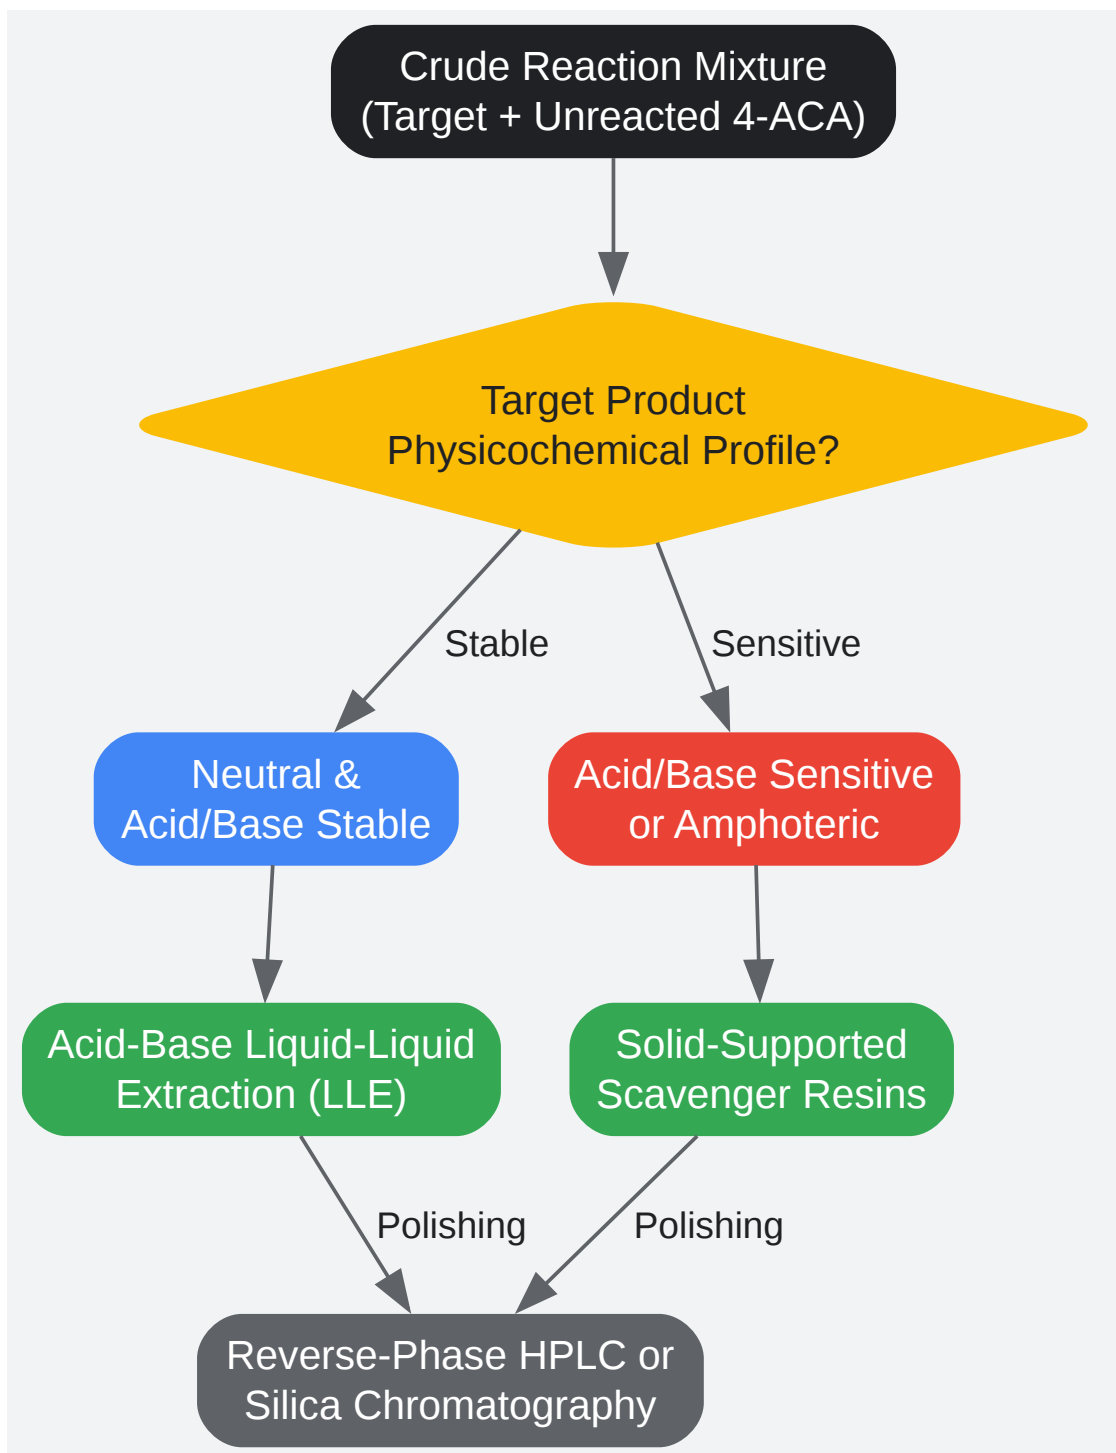 Crude Reaction Mixture
(Target + Unreacted 4-ACA)
Target Product
Physicochemical Profile?
Stable
Sensitive
Neutral &
Acid/Base Stable
Acid/Base Sensitive
or Amphoteric
Acid-Base Liquid-Liquid
Extraction (LLE)
Solid-Supported
Scavenger Resins
Polishing
Polishing
Reverse-Phase HPLC or
Silica Chromatography